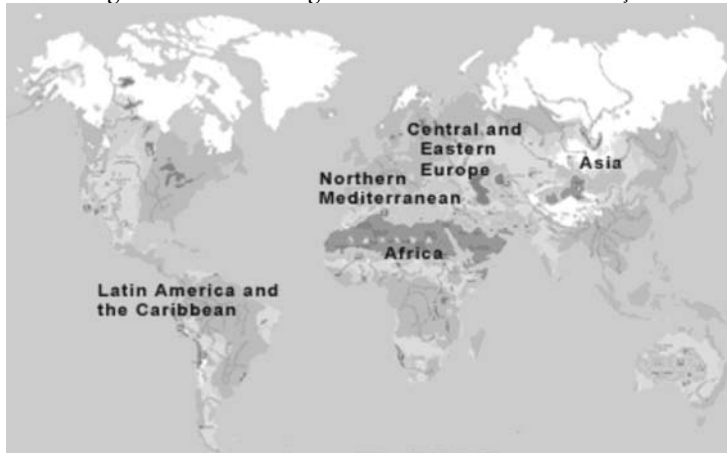 Central and
Eastern
Europe
Asia
Northern
Mediterranean
Africa
Latin America and
the Caribbean